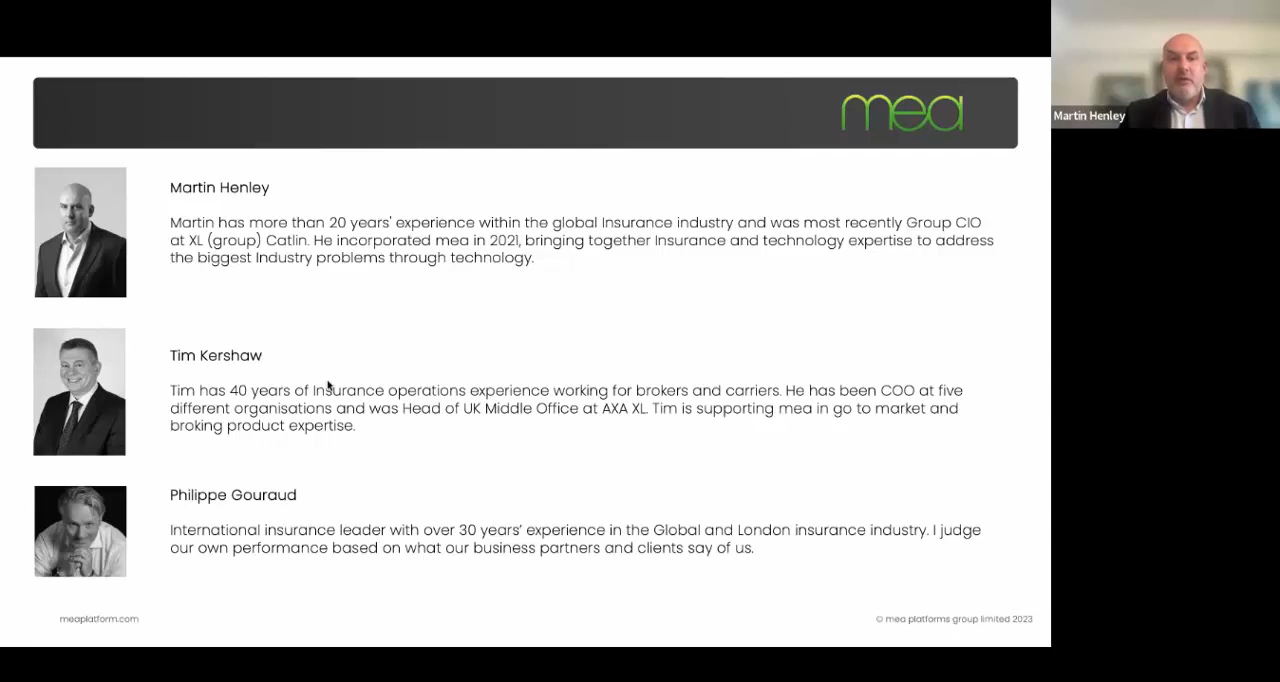 mea
Martin Henley
Martin Henley
Martin has more than 20 years' experience within the global Insurance industry and was most recently Group CIO
at XL (group) Catlin. He incorporated mea in 2021, bringing together Insurance and technology expertise to address
the biggest Industry problems through technology.
Tim Kershaw
Tim has 40 years of Insurance operations experience working for brokers and carriers. He has been COO at five
different organisations and was Head of UK Middle Office at AXA XL. Tim is supporting mea in go to market and
broking product expertise.
Philippe Gouraud
International insurance leader with over 30 years’ experience in the Global and London insurance industry. I judge
our own performance based on what our business partners and clients say of us.
meaplatform.com
© mea platforms group limited 2023